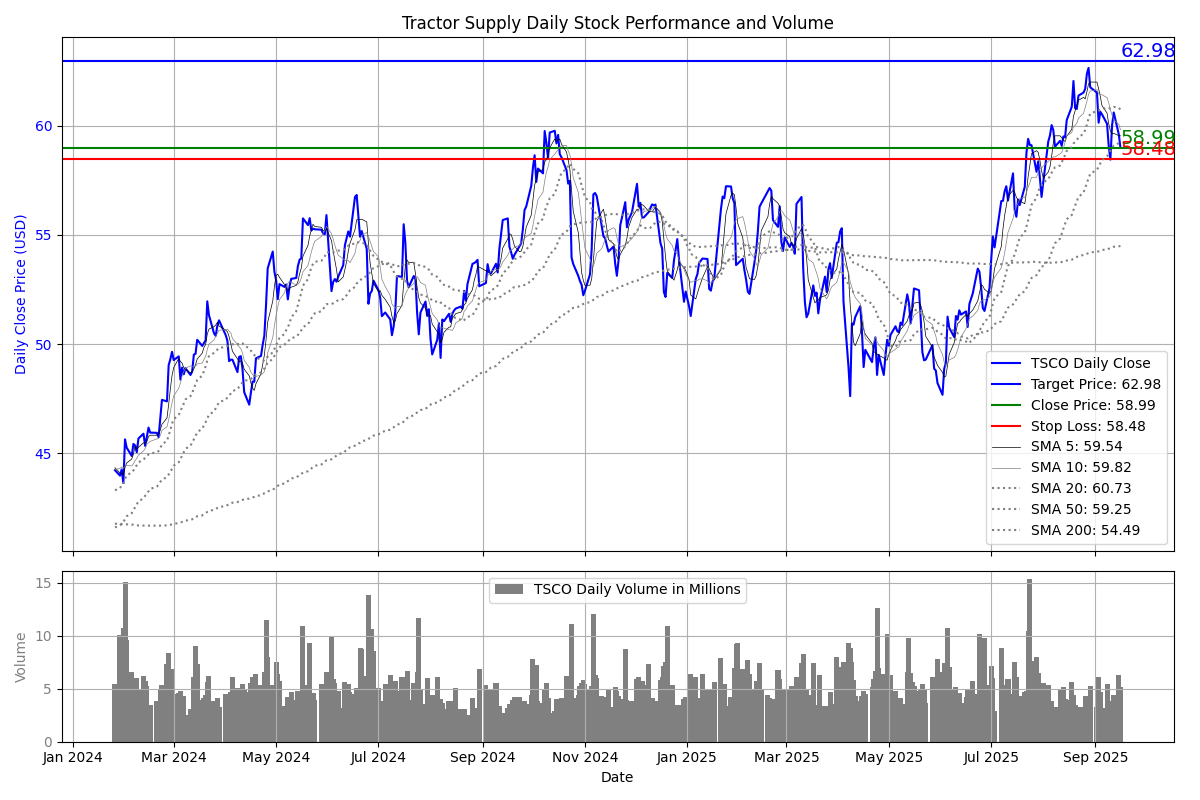 Tractor Supply Daily Stock Performance and Volume
62.98
60
58.99
58.48
55
Daily Close Price (USD)
50
45
TSCO Daily Close
Target Price: 62.98
Close Price: 58.99
Stop Loss: 58.48
SMA 5: 59.54
SMA 10: 59.82
SMA 20: 60.73
SMA 50: 59.25
SMA 200: 54.49
15
TSCO Daily Volume in Millions
10
Volume
5
0
Jan 2024 Mar 2024 May 2024 Jul 2024 Sep 2024 Nov 2024 Jan 2025 Mar 2025 May 2025 Jul 2025 Sep 2025
Date